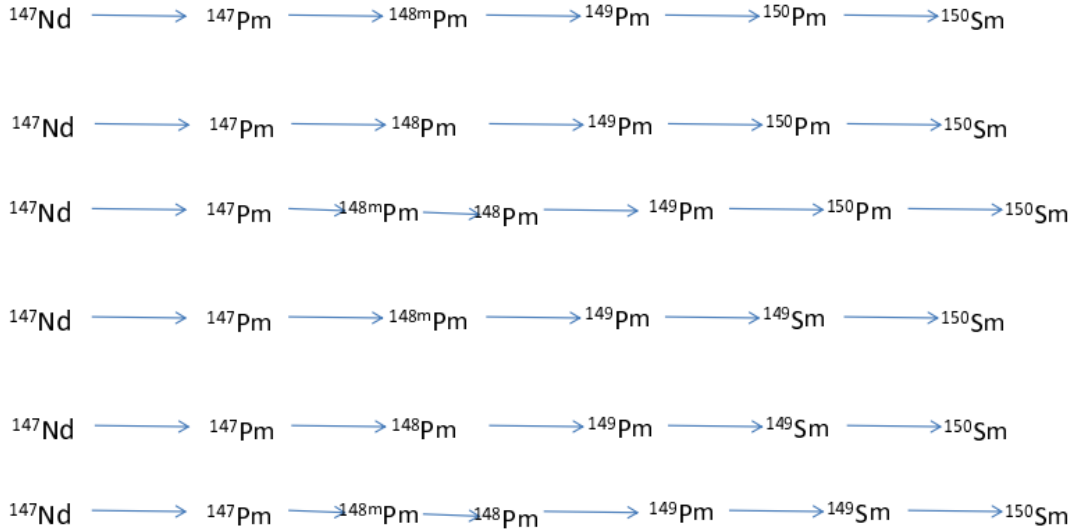 ¹⁴⁷Nd → ¹⁴⁷Pm → ¹⁴⁸ᵐPm → ¹⁴⁹Pm → ¹⁵⁰Pm → ¹⁵⁰Sm
¹⁴⁷Nd → ¹⁴⁷Pm → ¹⁴⁸Pm → ¹⁴⁹Pm → ¹⁵⁰Pm → ¹⁵⁰Sm
¹⁴⁷Nd → ¹⁴⁷Pm → ¹⁴⁸ᵐPm → ¹⁴⁸Pm → ¹⁴⁹Pm → ¹⁵⁰Pm → ¹⁵⁰Sm
¹⁴⁷Nd → ¹⁴⁷Pm → ¹⁴⁸ᵐPm → ¹⁴⁹Pm → ¹⁴⁹Sm → ¹⁵⁰Sm
¹⁴⁷Nd → ¹⁴⁷Pm → ¹⁴⁸Pm → ¹⁴⁹Pm → ¹⁴⁹Sm → ¹⁵⁰Sm
¹⁴⁷Nd → ¹⁴⁷Pm → ¹⁴⁸ᵐPm → ¹⁴⁸Pm → ¹⁴⁹Pm → ¹⁴⁹Sm → ¹⁵⁰Sm